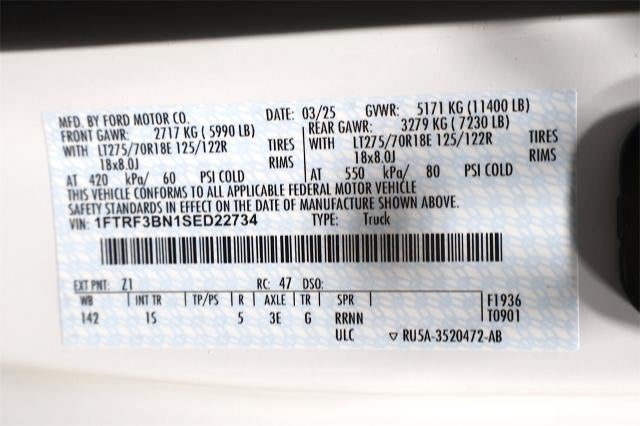 MFD. BY FORD MOTOR CO. DATE: 03/25 GVWR: 5171 KG (11400 LB)
FRONT GAWR: 2717 KG ( 5990 LB) REAR GAWR: 3279 KG ( 7230 LB)
WITH LT275/70R18E 125/122R TIRES WITH LT275/70R18E 125/122R TIRES
18x8.0J RIMS 18x8.0J RIMS
AT 420 kPa/ 60 PSI COLD AT 550 kPa/ 80 PSI COLD
THIS VEHICLE CONFORMS TO ALL APPLICABLE FEDERAL MOTOR VEHICLE
SAFETY STANDARDS IN EFFECT ON THE DATE OF MANUFACTURE SHOWN ABOVE.
VIN: 1FTRF3BN1SED22734 TYPE: Truck
EXT PNT: Z1 RC: 47 DSO:
WB INT TR TP/PS R AXLE TR SPR F1936
142 1S 5 3E G RRNN T0901
ULC ▽ RU5A-3520472-AB